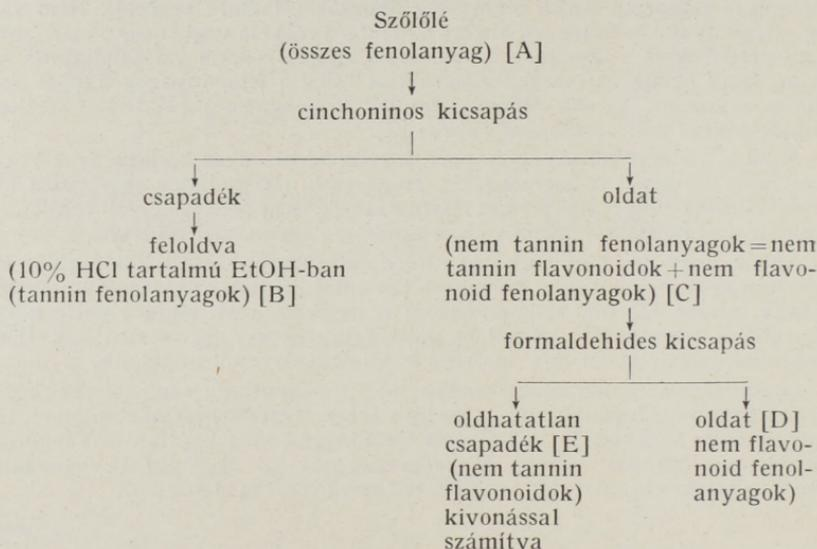 Szőlőlé
(összes fenolanyag) [A]
cinchoninos kicsapás
csapadék
feloldva
(10% HCl tartalmú EtOH-ban
(tannin fenolanyagok) [B]
oldat
(nem tannin fenolanyagok=nem
tannin flavonoidok+nem flavo-
noid fenolanyagok) [C]
formaldehides kicsapás
oldhatatlan
csapadék [E]
(nem tannin
flavonoidok)
kivonással
számítva
oldat [D]
nem flavo-
noid fenol-
anyagok)